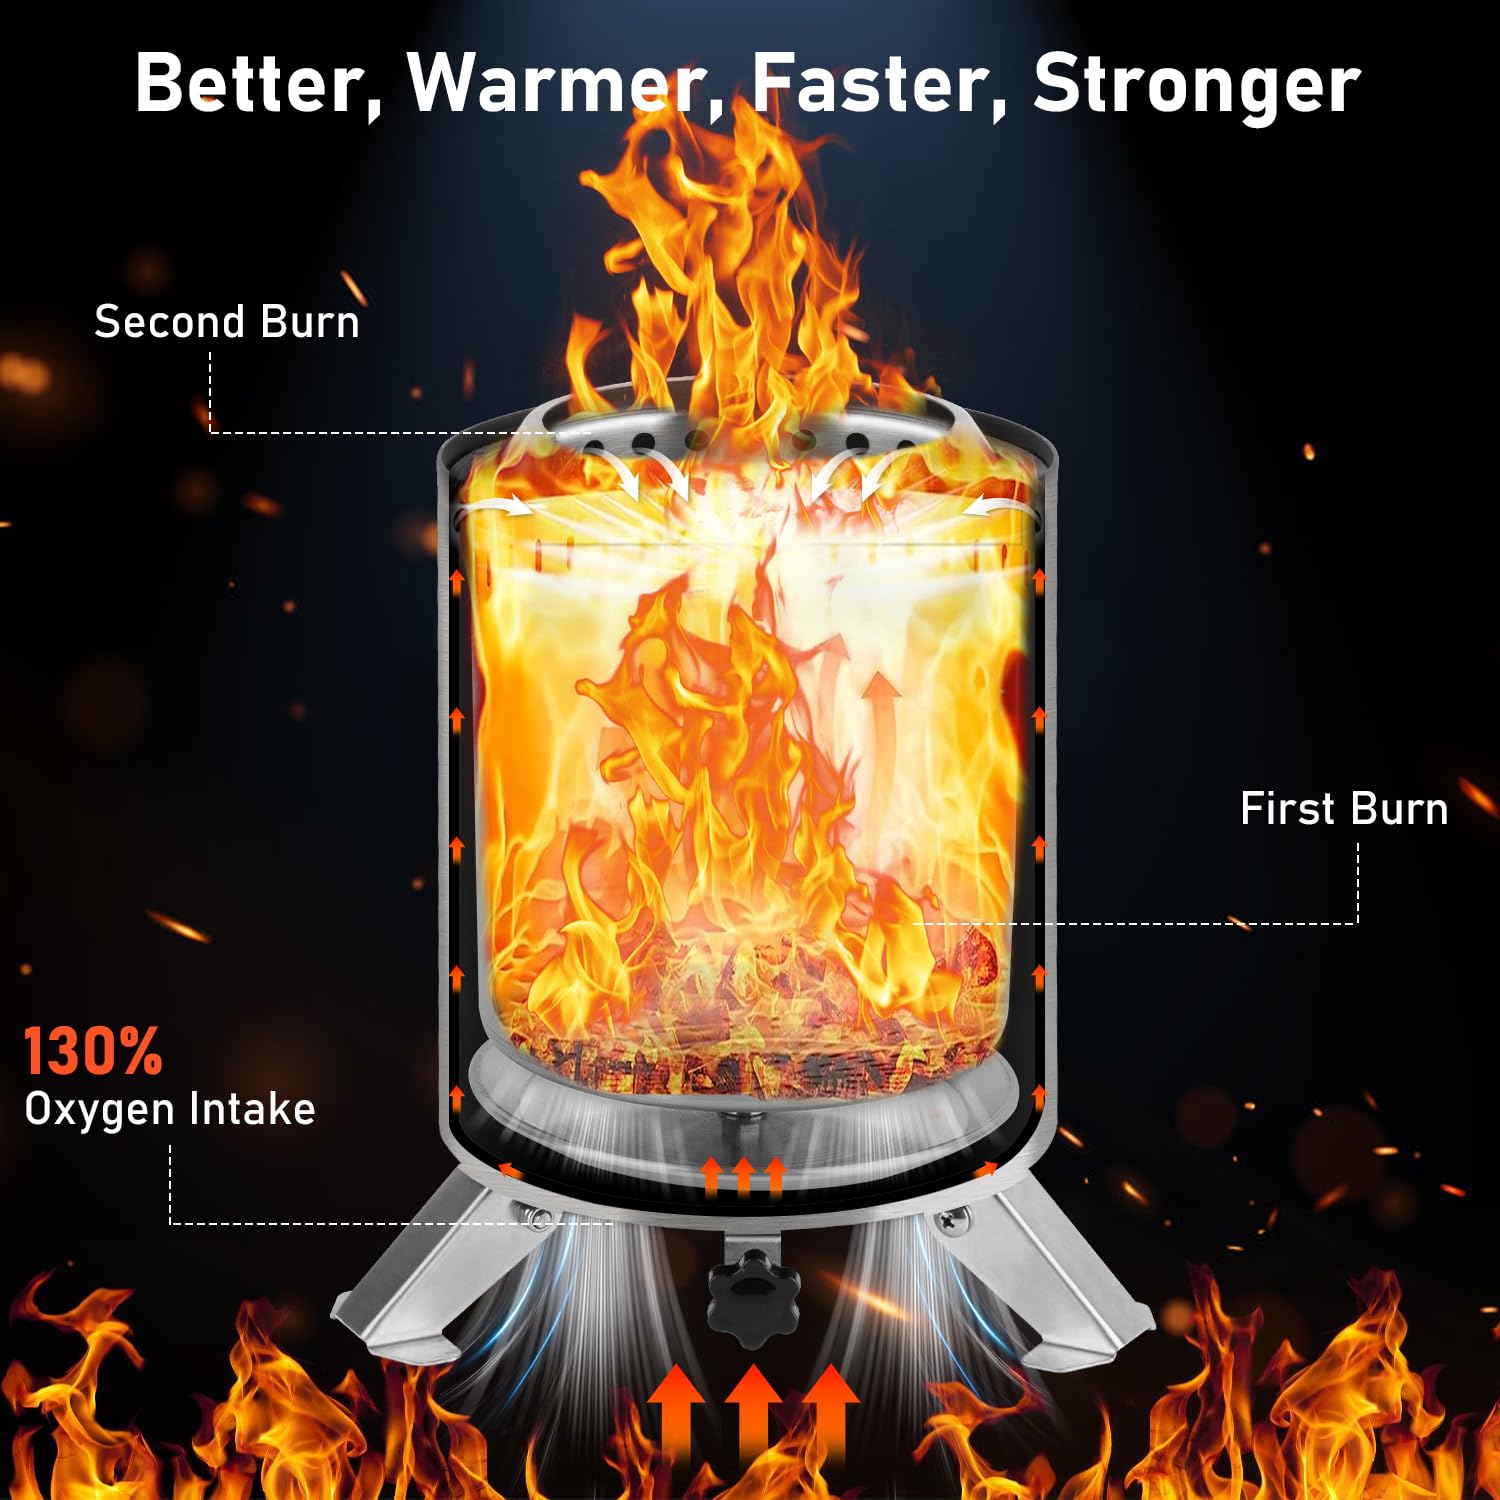 Better, Warmer, Faster, Stronger
Second Burn
First Burn
130%
Oxygen Intake